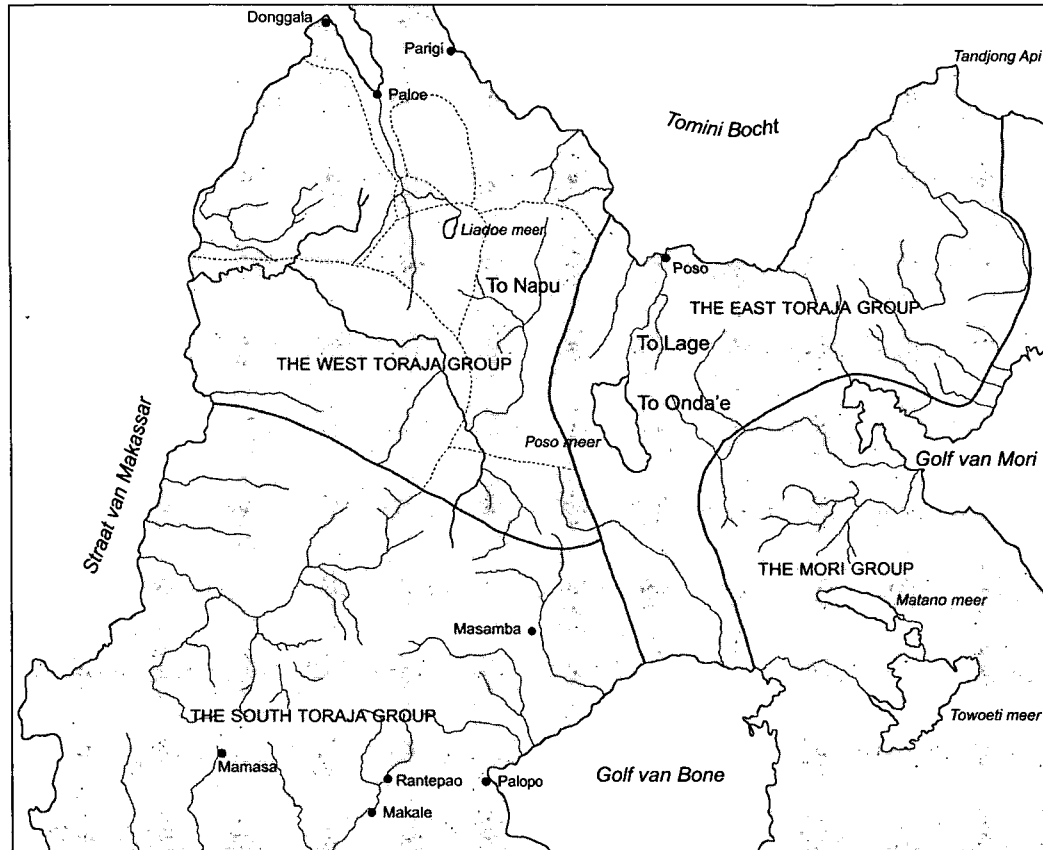 Donggala
Parigi
Tandjong Api
Paloe
Tomini Bocht
Liadoe meer
Poso
To Napu
THE EAST TORAJA GROUP
To Lage
THE WEST TORAJA GROUP
To Onda'e
Poso meer
Golf van Mori
Straat van Makassar
THE MORI GROUP
Matano meer
Masamba
THE SOUTH TORAJA GROUP
Towoeti meer
Mamasa
Rantepao
Palopo
Golf van Bone
Makale